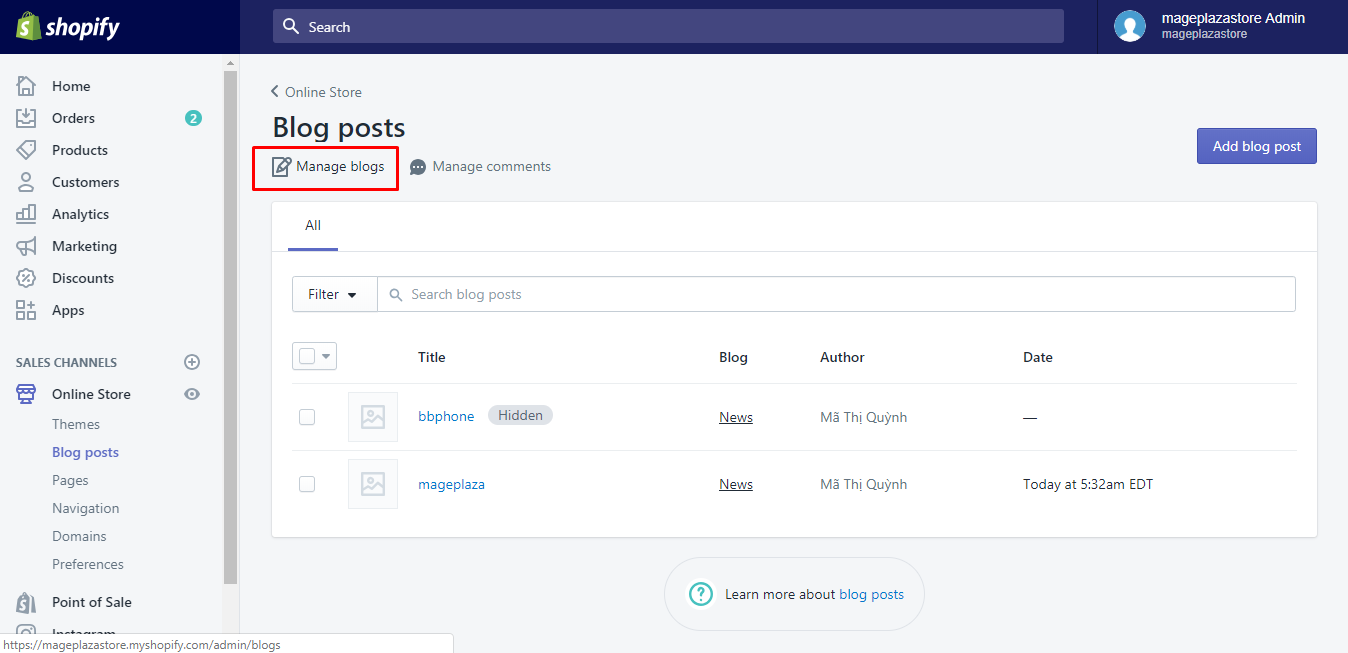 shopify
Search
mageplazastore Admin
mageplazastore
Home
Orders 2
Products
Customers
Analytics
Marketing
Discounts
Apps
SALES CHANNELS
Online Store
Themes
Blog posts
Pages
Navigation
Domains
Preferences
Point of Sale
Instagram
https://mageplazastore.myshopify.com/admin/blogs
Online Store
Blog posts
Manage blogs Manage comments
Add blog post
All
Filter Search blog posts
Title Blog Author Date
bbphone Hidden News Mã Thị Quỳnh —
mageplaza News Mã Thị Quỳnh Today at 5:32am EDT
? Learn more about blog posts